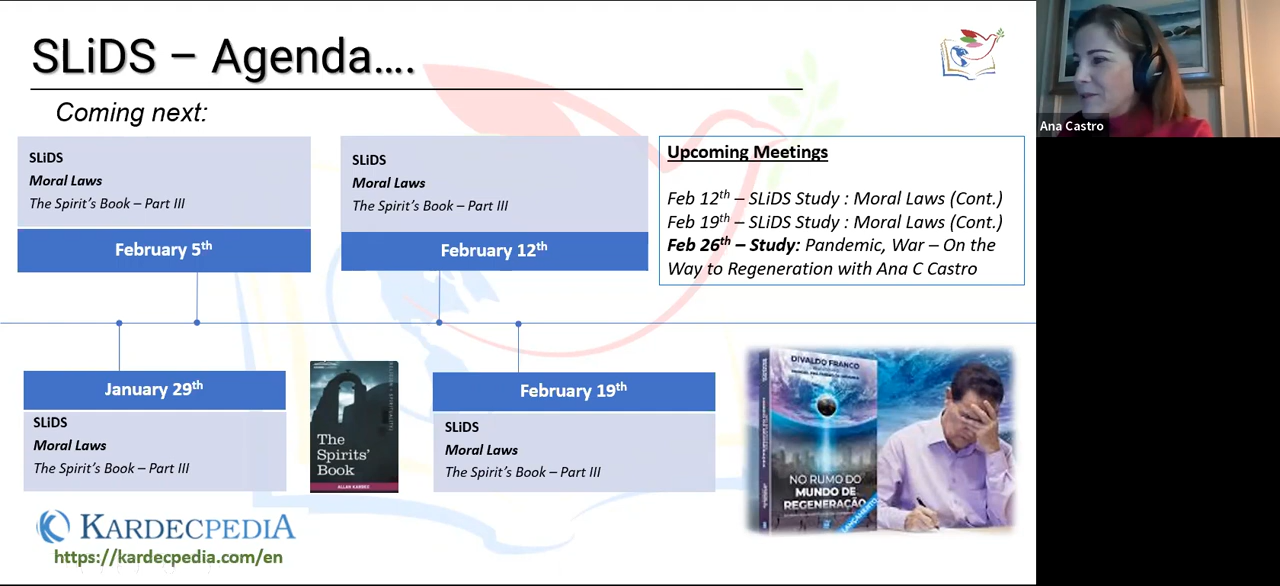 SLiDS – Agenda….
Coming next:
SLiDS
Moral Laws
The Spirit’s Book – Part III
February 5th
SLiDS
Moral Laws
The Spirit’s Book – Part III
February 12th
Upcoming Meetings
Feb 12th – SLiDS Study : Moral Laws (Cont.)
Feb 19th – SLiDS Study : Moral Laws (Cont.)
Feb 26th – Study: Pandemic, War – On the
Way to Regeneration with Ana C Castro
January 29th
SLiDS
Moral Laws
The Spirit’s Book – Part III
The
Spirits’
Book
ALLAN KARDEC
February 19th
SLiDS
Moral Laws
The Spirit’s Book – Part III
DIVALDO FRANCO
NO RUMO DO
MUNDO DE
REGENERAÇÃO
LANÇAMENTO
KARDECPEDIA
https://kardecpedia.com/en
Ana Castro